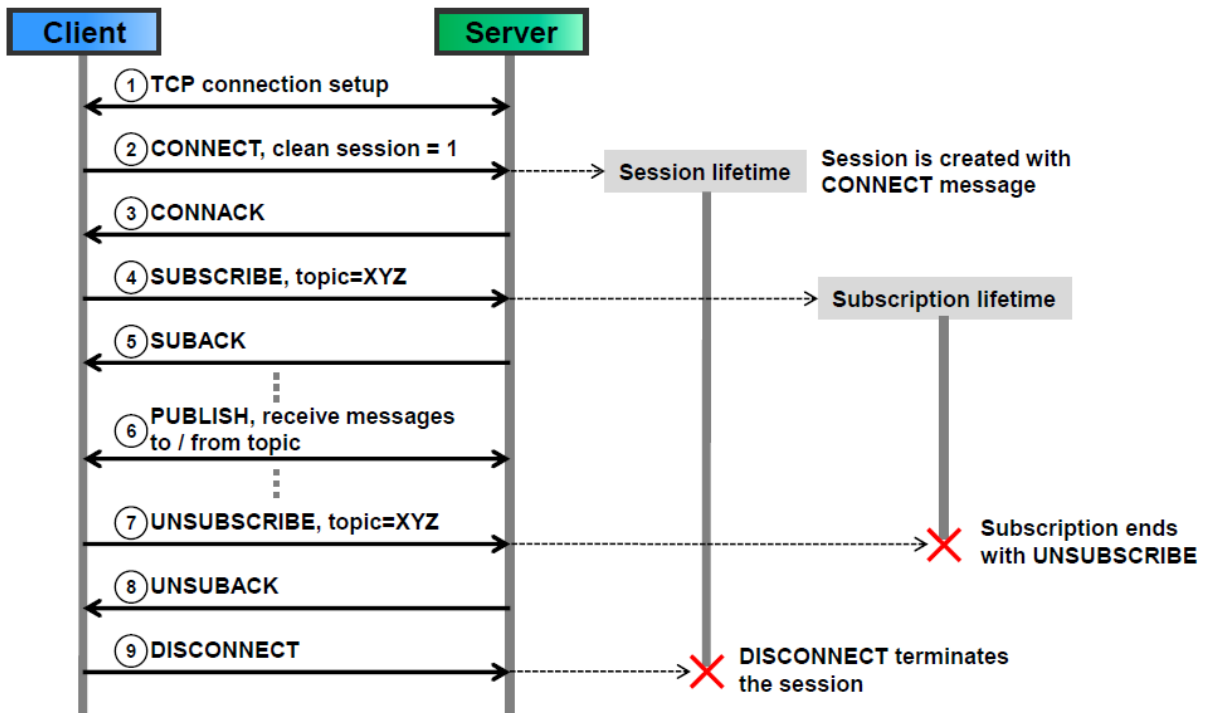 Client
Server
1 TCP connection setup
2 CONNECT, clean session = 1
Session lifetime
Session is created with
CONNECT message
3 CONNACK
4 SUBSCRIBE, topic=XYZ
Subscription lifetime
5 SUBACK
6 PUBLISH, receive messages
to / from topic
7 UNSUBSCRIBE, topic=XYZ
Subscription ends
with UNSUBSCRIBE
8 UNSUBACK
9 DISCONNECT
DISCONNECT terminates
the session